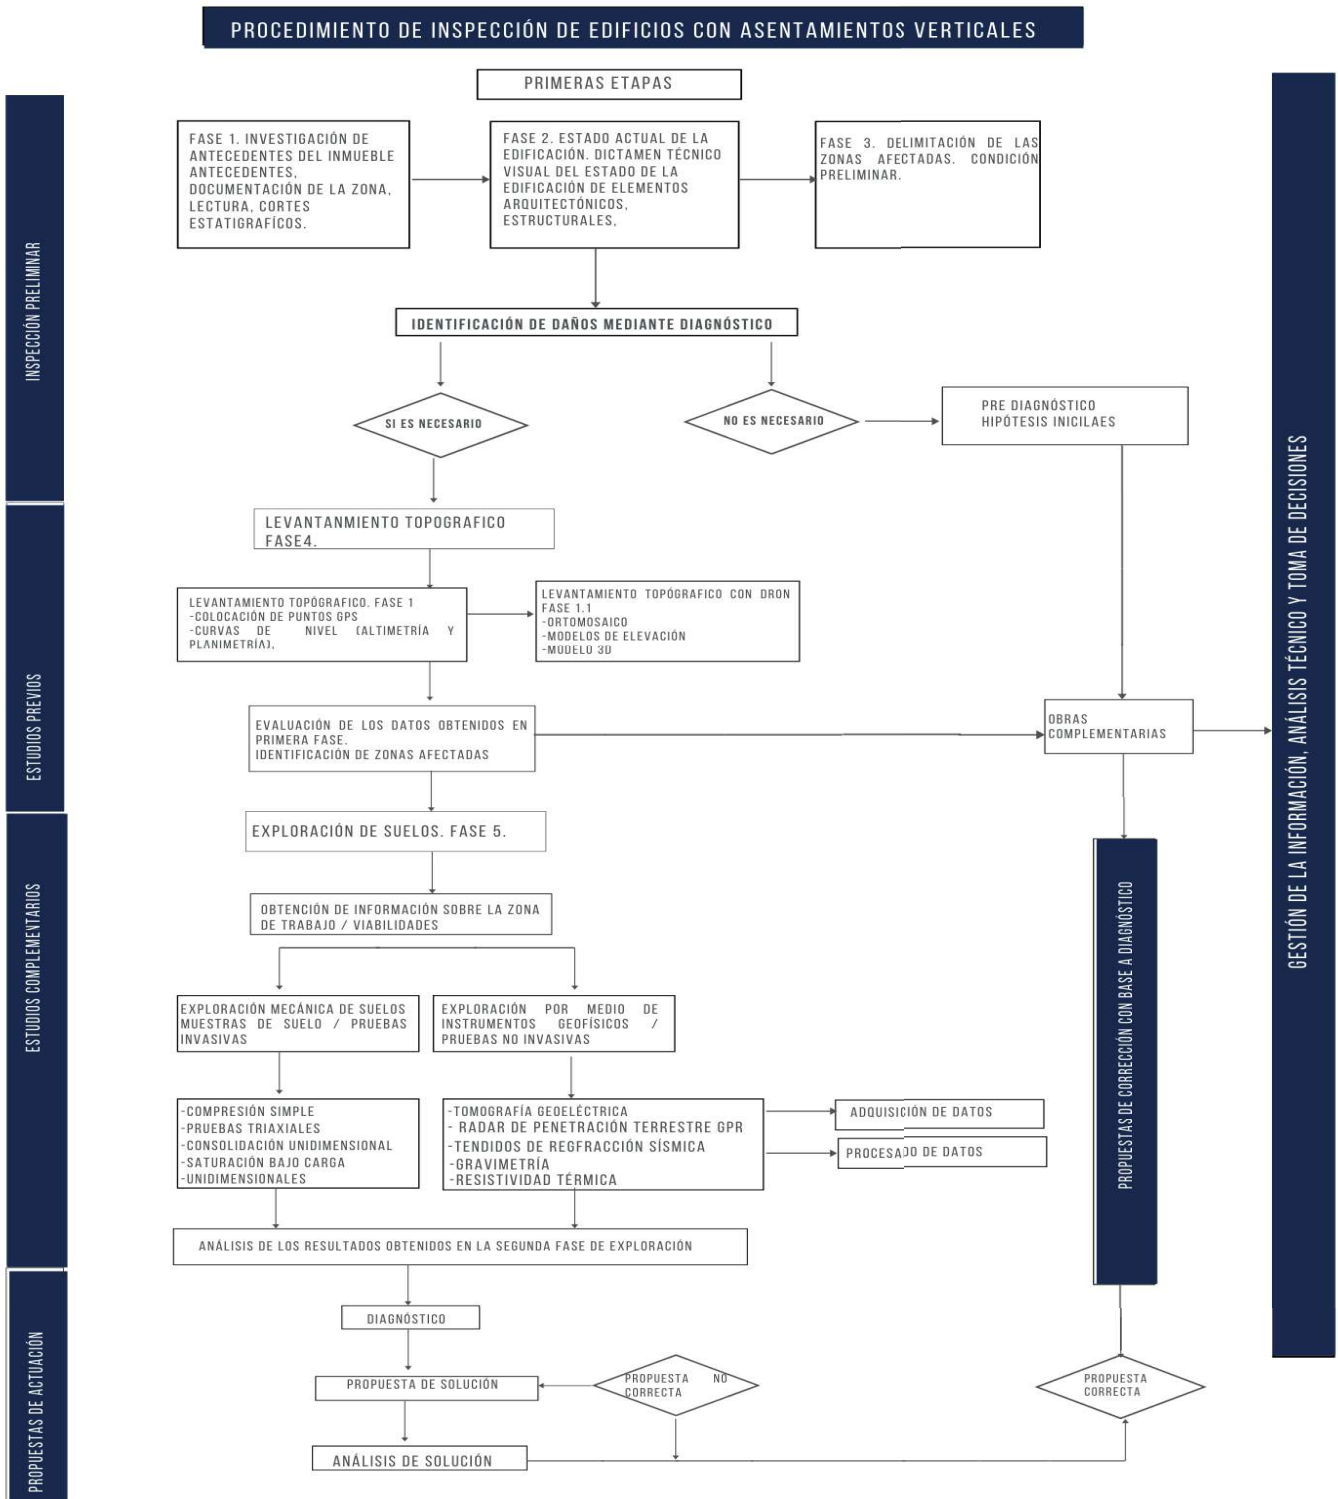 PROCEDIMIENTO DE INSPECCIÓN DE EDIFICIOS CON ASENTAMIENTOS VERTICALES
PRIMERAS ETAPAS
INSPECCIÓN PRELIMINAR
FASE 1. INVESTIGACIÓN DE
ANTECEDENTES DEL INMUEBLE
ANTECEDENTES,
DOCUMENTACIÓN DE LA ZONA,
LECTURA, CORTES
ESTATIGRAFÍCOS.
FASE 2. ESTADO ACTUAL DE LA
EDIFICACIÓN. DICTAMEN TÉCNICO
VISUAL DEL ESTADO DE LA
EDIFICACIÓN DE ELEMENTOS
ARQUITECTÓNICOS,
ESTRUCTURALES,
FASE 3. DELIMITACIÓN DE LAS
ZONAS AFECTADAS. CONDICIÓN
PRELIMINAR.
IDENTIFICACIÓN DE DAÑOS MEDIANTE DIAGNÓSTICO
SI ES NECESARIO
NO ES NECESARIO
PRE DIAGNÓSTICO
HIPÓTESIS INICILAES
ESTUDIOS PREVIOS
LEVANTANMIENTO TOPOGRAFICO
FASE4.
LEVANTAMIENTO TOPÓGRAFICO. FASE 1
-COLOCACIÓN DE PUNTOS GPS
-CURVAS DE NIVEL (ALTIMETRÍA Y
PLANIMETRÍA),
LEVANTAMIENTO TOPÓGRAFICO CON DRON
FASE 1.1
-ORTOMOSAICO
-MODELOS DE ELEVACIÓN
-MODELO 3D
EVALUACIÓN DE LOS DATOS OBTENIDOS EN
PRIMERA FASE.
IDENTIFICACIÓN DE ZONAS AFECTADAS
OBRAS
COMPLEMENTARIAS
GESTIÓN DE LA INFORMACIÓN, ANÁLISIS TÉCNICO Y TOMA DE DECISIONES
ESTUDIOS COMPLEMENTARIOS
EXPLORACIÓN DE SUELOS. FASE 5.
OBTENCIÓN DE INFORMACIÓN SOBRE LA ZONA
DE TRABAJO / VIABILIDADES
EXPLORACIÓN MECÁNICA DE SUELOS
MUESTRAS DE SUELO / PRUEBAS
INVASIVAS
EXPLORACIÓN POR MEDIO DE
INSTRUMENTOS GEOFÍSICOS /
PRUEBAS NO INVASIVAS
-COMPRESIÓN SIMPLE
-PRUEBAS TRIAXIALES
-CONSOLIDACIÓN UNIDIMENSIONAL
-SATURACIÓN BAJO CARGA
-UNIDIMENSIONALES
-TOMOGRAFÍA GEOELÉCTRICA
- RADAR DE PENETRACIÓN TERRESTRE GPR
-TENDIDOS DE REGFRACCIÓN SÍSMICA
-GRAVIMETRÍA
-RESISTIVIDAD TÉRMICA
ADQUISICIÓN DE DATOS
PROCESADO DE DATOS
PROPUESTAS DE CORRECCIÓN CON BASE A DIAGNÓSTICO
ANÁLISIS DE LOS RESULTADOS OBTENIDOS EN LA SEGUNDA FASE DE EXPLORACIÓN
PROPUESTAS DE ACTUACIÓN
DIAGNÓSTICO
PROPUESTA DE SOLUCIÓN
PROPUESTA NO
CORRECTA
PROPUESTA
CORRECTA
ANÁLISIS DE SOLUCIÓN